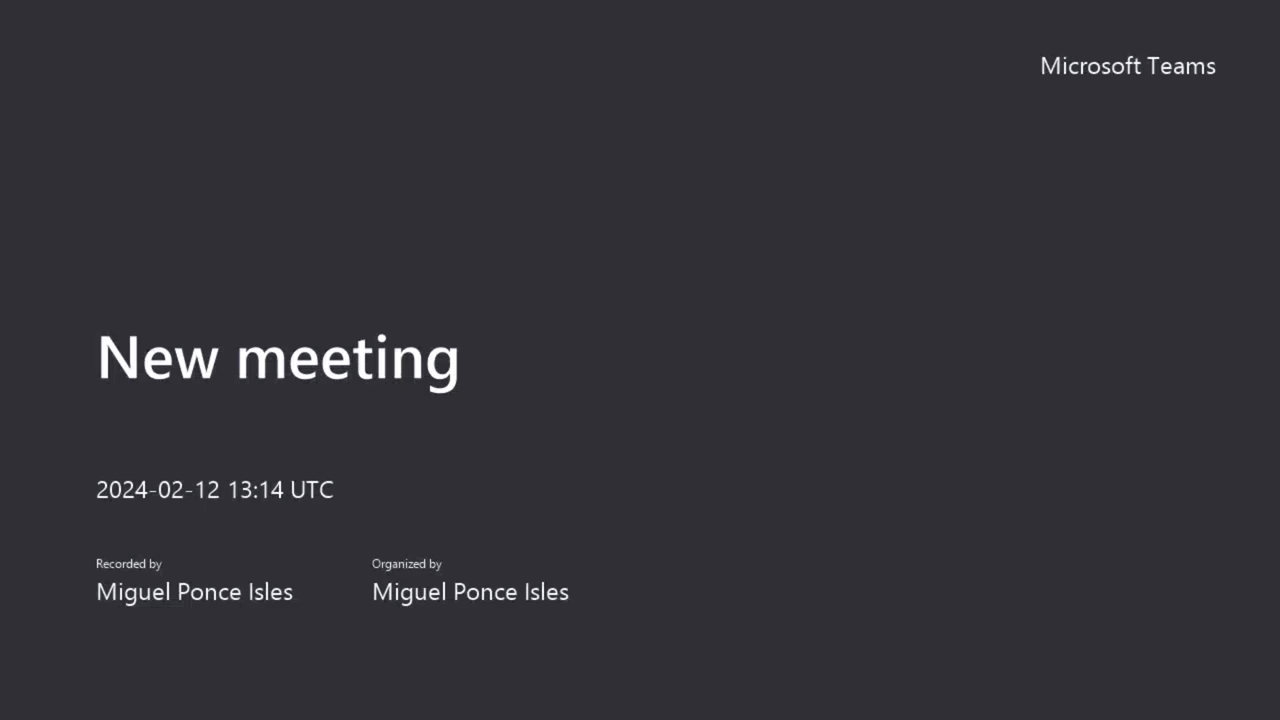 Microsoft Teams
New meeting
2024-02-12 13:14 UTC
Recorded by
Miguel Ponce Isles
Organized by
Miguel Ponce Isles